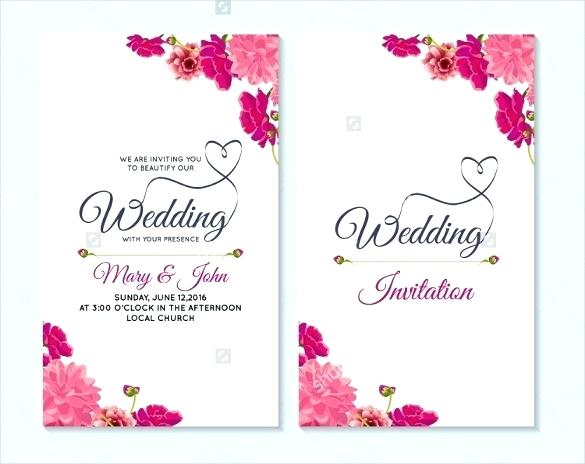 WE ARE INVITING YOU
TO BEAUTIFY OUR
Wedding
WITH YOUR PRESENCE
Mary & John
SUNDAY, JUNE 12,2016
AT 3:00 O'CLOCK IN THE AFTERNOON
LOCAL CHURCH
Wedding
Invitation